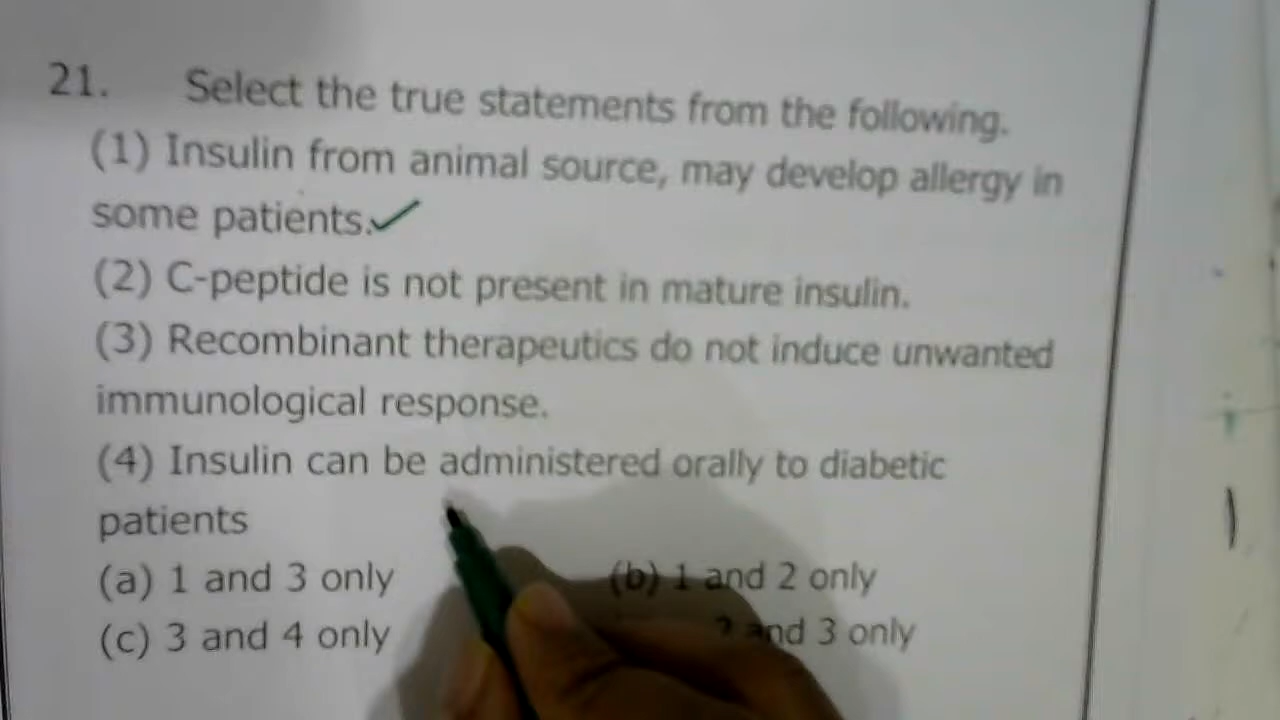 21. Select the true statements from the following.
(1) Insulin from animal source, may develop allergy in
some patients.
(2) C-peptide is not present in mature insulin.
(3) Recombinant therapeutics do not induce unwanted
immunological response.
(4) Insulin can be administered orally to diabetic
patients
(a) 1 and 3 only (b) 1 and 2 only
(c) 3 and 4 only and 3 only